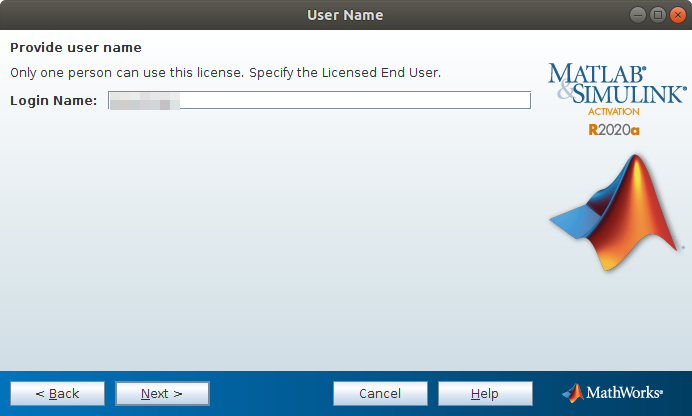 User Name
Provide user name
Only one person can use this license. Specify the Licensed End User.
Login Name:
MATLAB®
&SIMULINK®
ACTIVATION
R2020a
< Back
Next >
Cancel
Help
MathWorks®